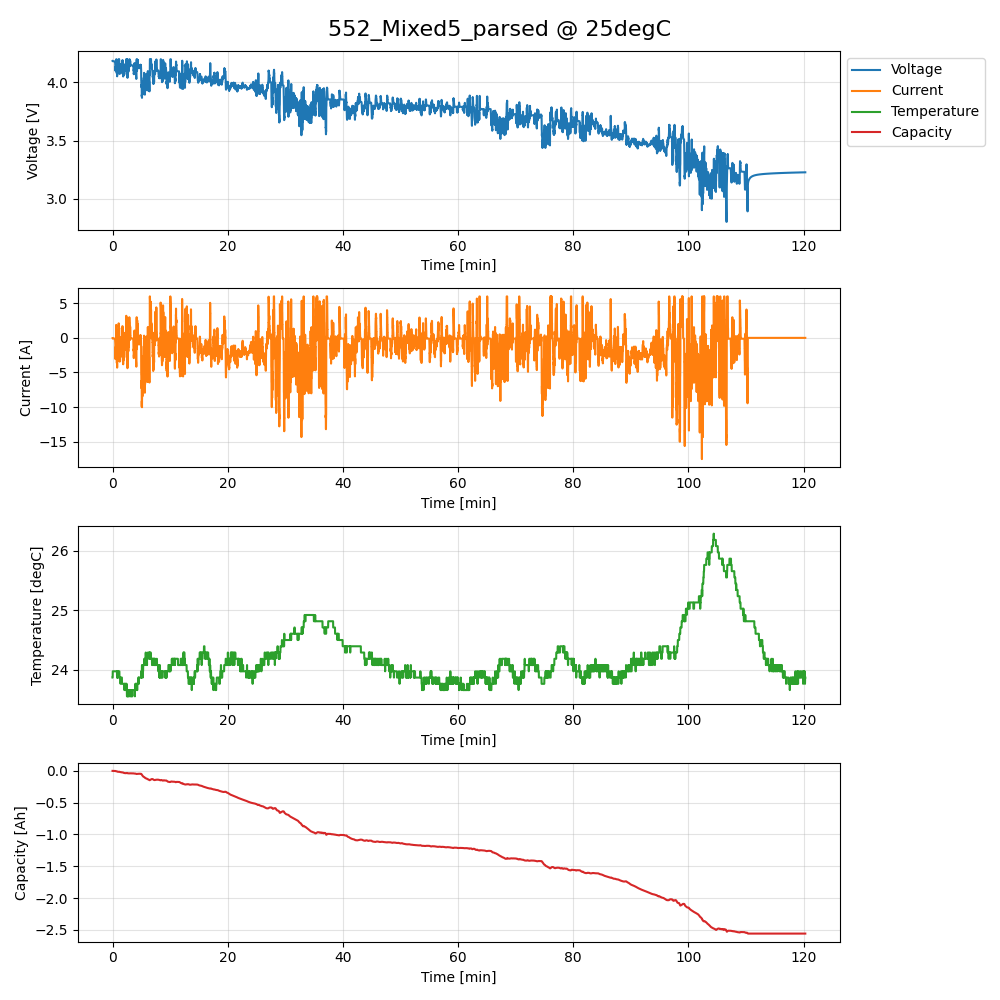 552_Mixed5_parsed @ 25degC
Voltage
Current
Temperature
Capacity
Voltage [V]
4.0
3.5
3.0
0 20 40 60 80 100 120
Time [min]
Current [A]
5
0
−5
−10
−15
0 20 40 60 80 100 120
Time [min]
Temperature [degC]
26
25
24
0 20 40 60 80 100 120
Time [min]
Capacity [Ah]
0.0
−0.5
−1.0
−1.5
−2.0
−2.5
0 20 40 60 80 100 120
Time [min]